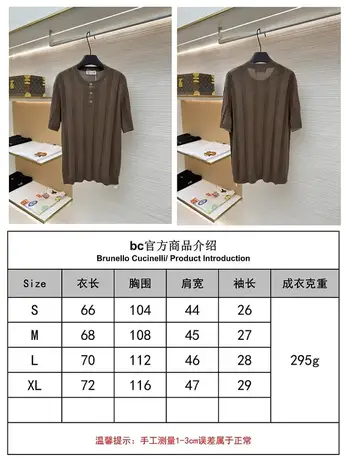 bc官方商品介绍
Brunello Cucinelli/ Product Introduction
Size 衣长 胸围 肩宽 袖长 成衣克重
S 66 104 44 26
M 68 108 45 27
L 70 112 46 28
XL 72 116 47 29
295g
温馨提示：手工测量1-3cm误差属于正常